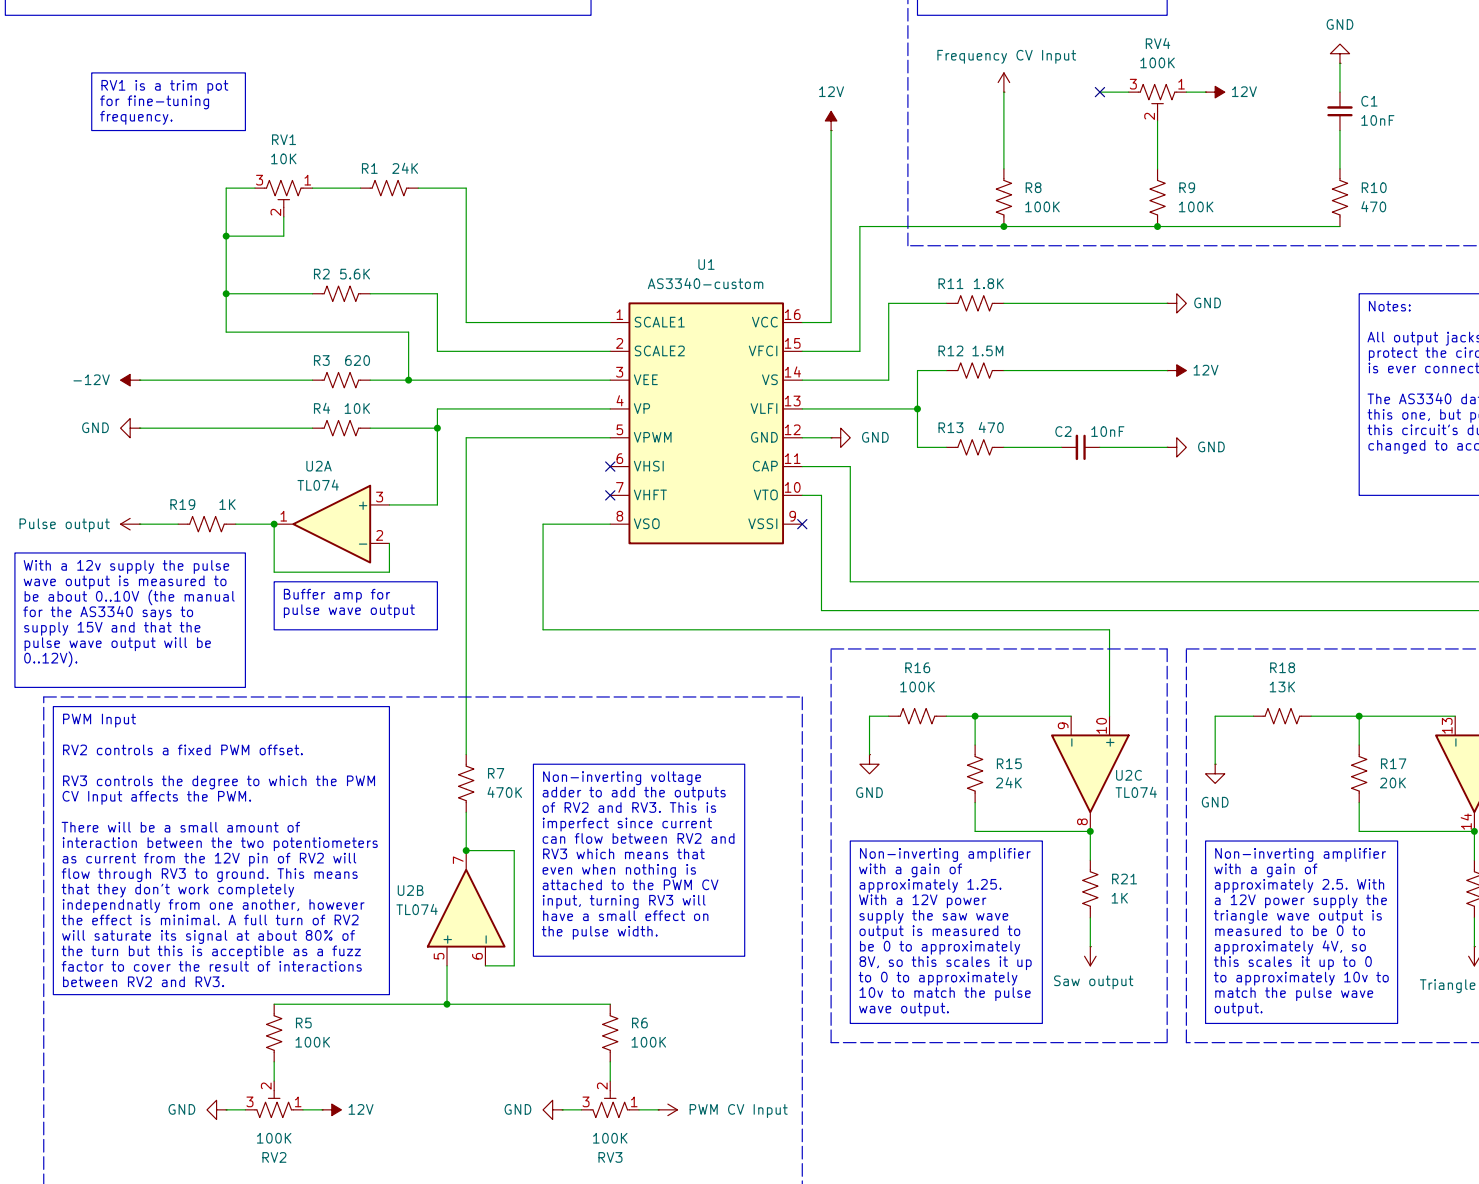 GND
RV4
100K
Frequency CV Input
3
1
12V
2
C1
10nF
R8
100K
R9
100K
R10
470
RV1 is a trim pot
for fine-tuning
frequency.
12V
RV1
10K
3
1
2
R1 24K
R2 5.6K
R3 620
-12V
R4 10K
GND
U1
AS3340-custom
1 SCALE1
2 SCALE2
3 VEE
4 VP
5 VPWM
6 VHSI
7 VHFT
8 VSO
VCC 16
VFCI 15
VS 14
VLFI 13
GND 12
CAP 11
VTO 10
VSSI 9
R11 1.8K
GND
R12 1.5M
12V
R13 470
C2 10nF
GND
GND
Notes:
All output jacks
protect the circ
is ever connect
The AS3340 dat
this one, but p
this circuit's du
changed to acc
U2A
TL074
3
+
2
-
1
R19 1K
Pulse output
With a 12v supply the pulse
wave output is measured to
be about 0..10V (the manual
for the AS3340 says to
supply 15V and that the
pulse wave output will be
0..12V).
Buffer amp for
pulse wave output
PWM Input
RV2 controls a fixed PWM offset.
RV3 controls the degree to which the PWM
CV Input affects the PWM.
There will be a small amount of
interaction between the two potentiometers
as current from the 12V pin of RV2 will
flow through RV3 to ground. This means
that they don't work completely
independnatly from one another, however
the effect is minimal. A full turn of RV2
will saturate its signal at about 80% of
the turn but this is acceptible as a fuzz
factor to cover the result of interactions
between RV2 and RV3.
R7
470K
7
U2B
TL074
+
-
5
6
Non-inverting voltage
adder to add the outputs
of RV2 and RV3. This is
imperfect since current
can flow between RV2 and
RV3 which means that
even when nothing is
attached to the PWM CV
input, turning RV3 will
have a small effect on
the pulse width.
R5
100K
R6
100K
GND
3
2
1
12V
100K
RV2
GND
3
2
1
PWM CV Input
100K
RV3
R16
100K
9
10
-
+
R15
24K
U2C
TL074
8
GND
Non-inverting amplifier
with a gain of
approximately 1.25.
With a 12V power
supply the saw wave
output is measured to
be 0 to approximately
8V, so this scales it up
to 0 to approximately
10v to match the pulse
wave output.
R21
1K
Saw output
R18
13K
13
-
R17
20K
14
GND
Non-inverting amplifier
with a gain of
approximately 2.5. With
a 12V power supply the
triangle wave output is
measured to be 0 to
approximately 4V, so
this scales it up to 0
to approximately 10v to
match the pulse wave
output.
Triangle